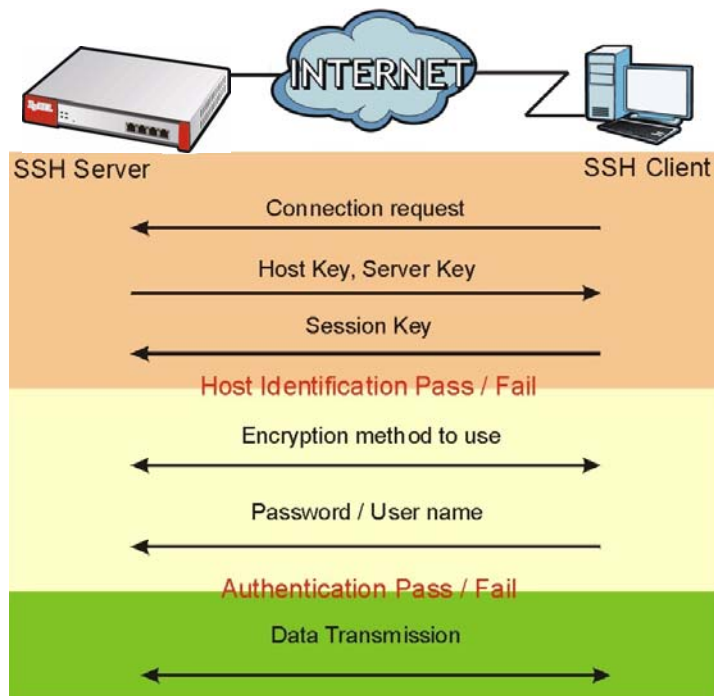 ZyXEL
INTERNET
SSH Server
SSH Client
Connection request
Host Key, Server Key
Session Key
Host Identification Pass / Fail
Encryption method to use
Password / User name
Authentication Pass / Fail
Data Transmission